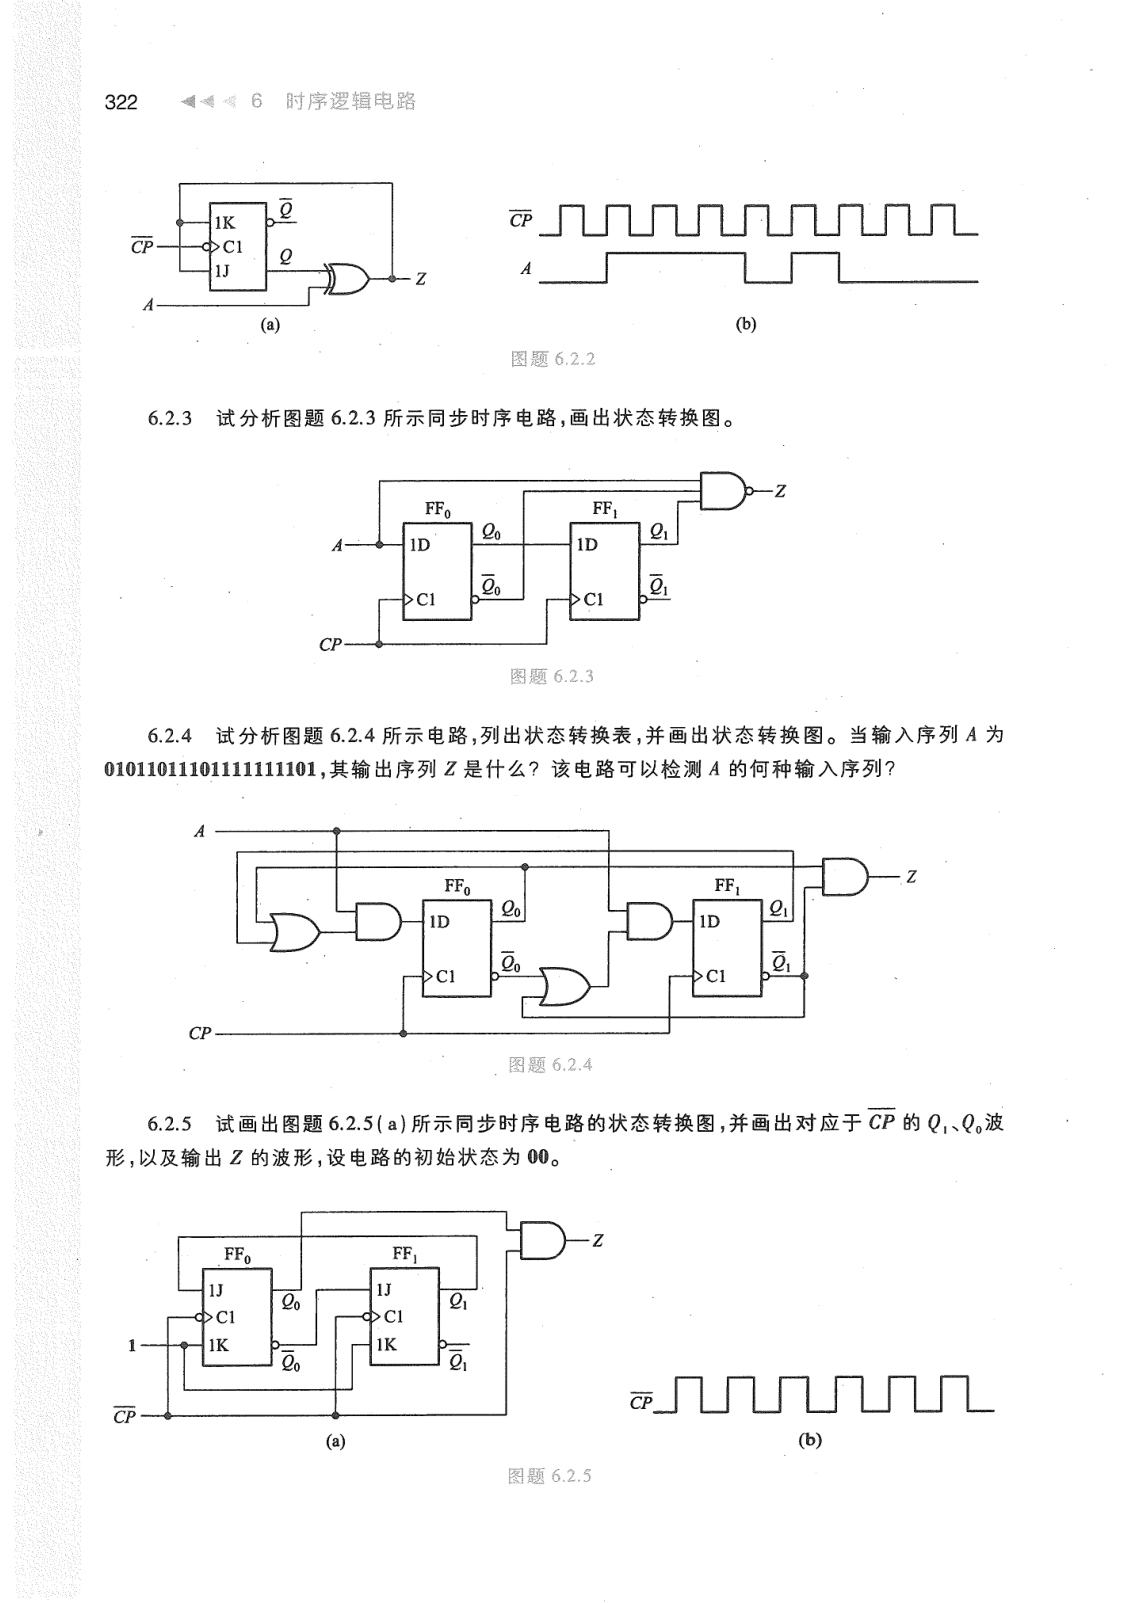 322 6 时序逻辑电路
1K C1 1J Q̅ Q
C̅P̅ A Z
(a)
C̅P̅
A
(b)
图题 6.2.2
6.2.3 试分析图题 6.2.3 所示同步时序电路,画出状态转换图。
FF₀ FF₁ Z
A 1D Q₀ 1D Q₁
C1 Q̅₀ C1 Q̅₁
CP
图题 6.2.3
6.2.4 试分析图题 6.2.4 所示电路,列出状态转换表,并画出状态转换图。当输入序列 A 为
01011011101111111101,其输出序列 Z 是什么? 该电路可以检测 A 的何种输入序列?
A
FF₀ FF₁ Z
1D Q₀ 1D Q₁
C1 Q̅₀ C1 Q̅₁
CP
图题 6.2.4
6.2.5 试画出图题 6.2.5(a)所示同步时序电路的状态转换图,并画出对应于 C̅P̅ 的 Q₁、Q₀波
形,以及输出 Z 的波形,设电路的初始状态为 00。
FF₀ FF₁ Z
1J Q₀ 1J Q₁
C1 C1
1 1K Q̅₀ 1K Q̅₁
C̅P̅
(a)
C̅P̅
(b)
图题 6.2.5